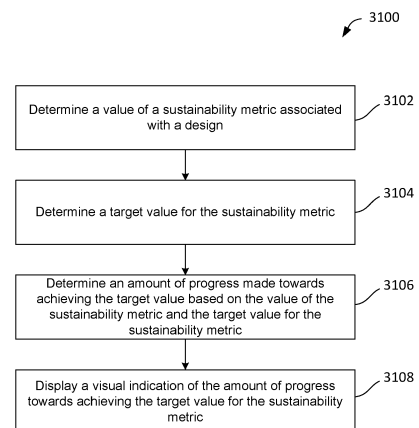 3100
Determine a value of a sustainability metric associated
with a design
3102
Determine a target value for the sustainability metric
3104
Determine an amount of progress made towards
achieving the target value based on the value of the
sustainability metric and the target value for the
sustainability metric
3106
Display a visual indication of the amount of progress
towards achieving the target value for the sustainability
metric
3108